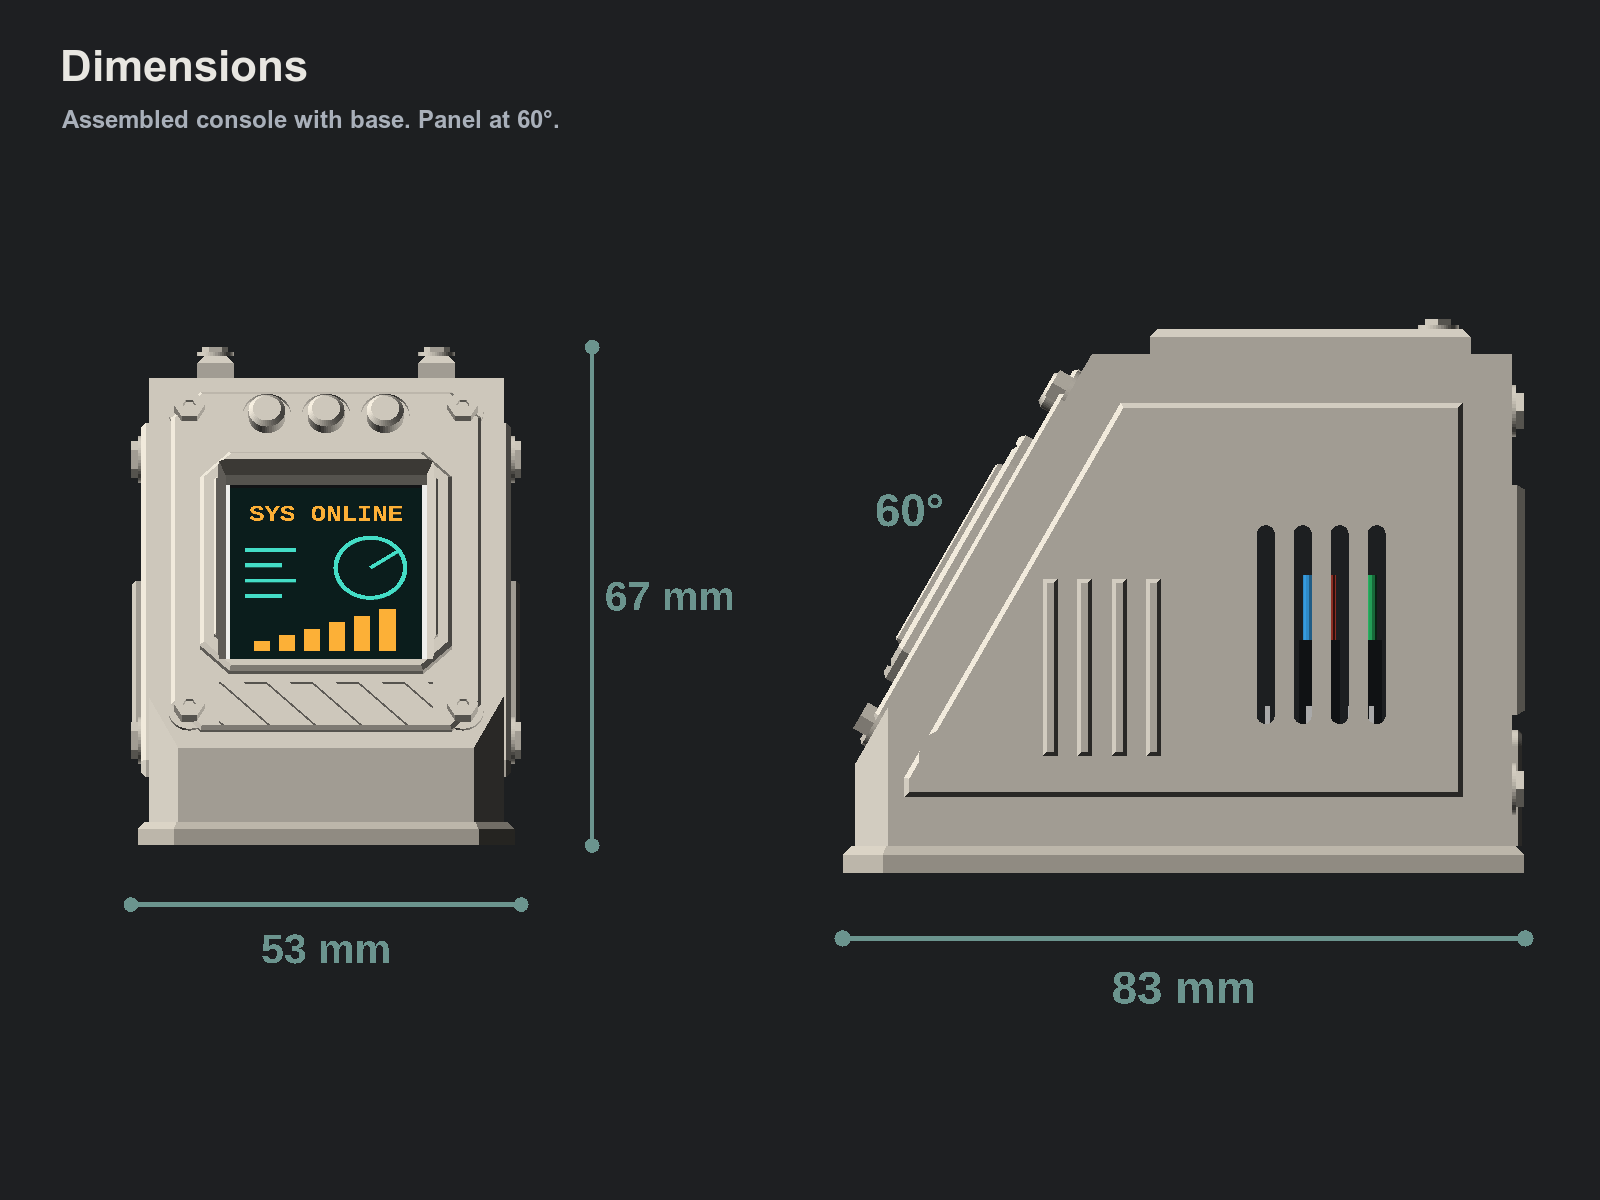 Dimensions
Assembled console with base. Panel at 60°.
SYS ONLINE
60°
67 mm
53 mm
83 mm